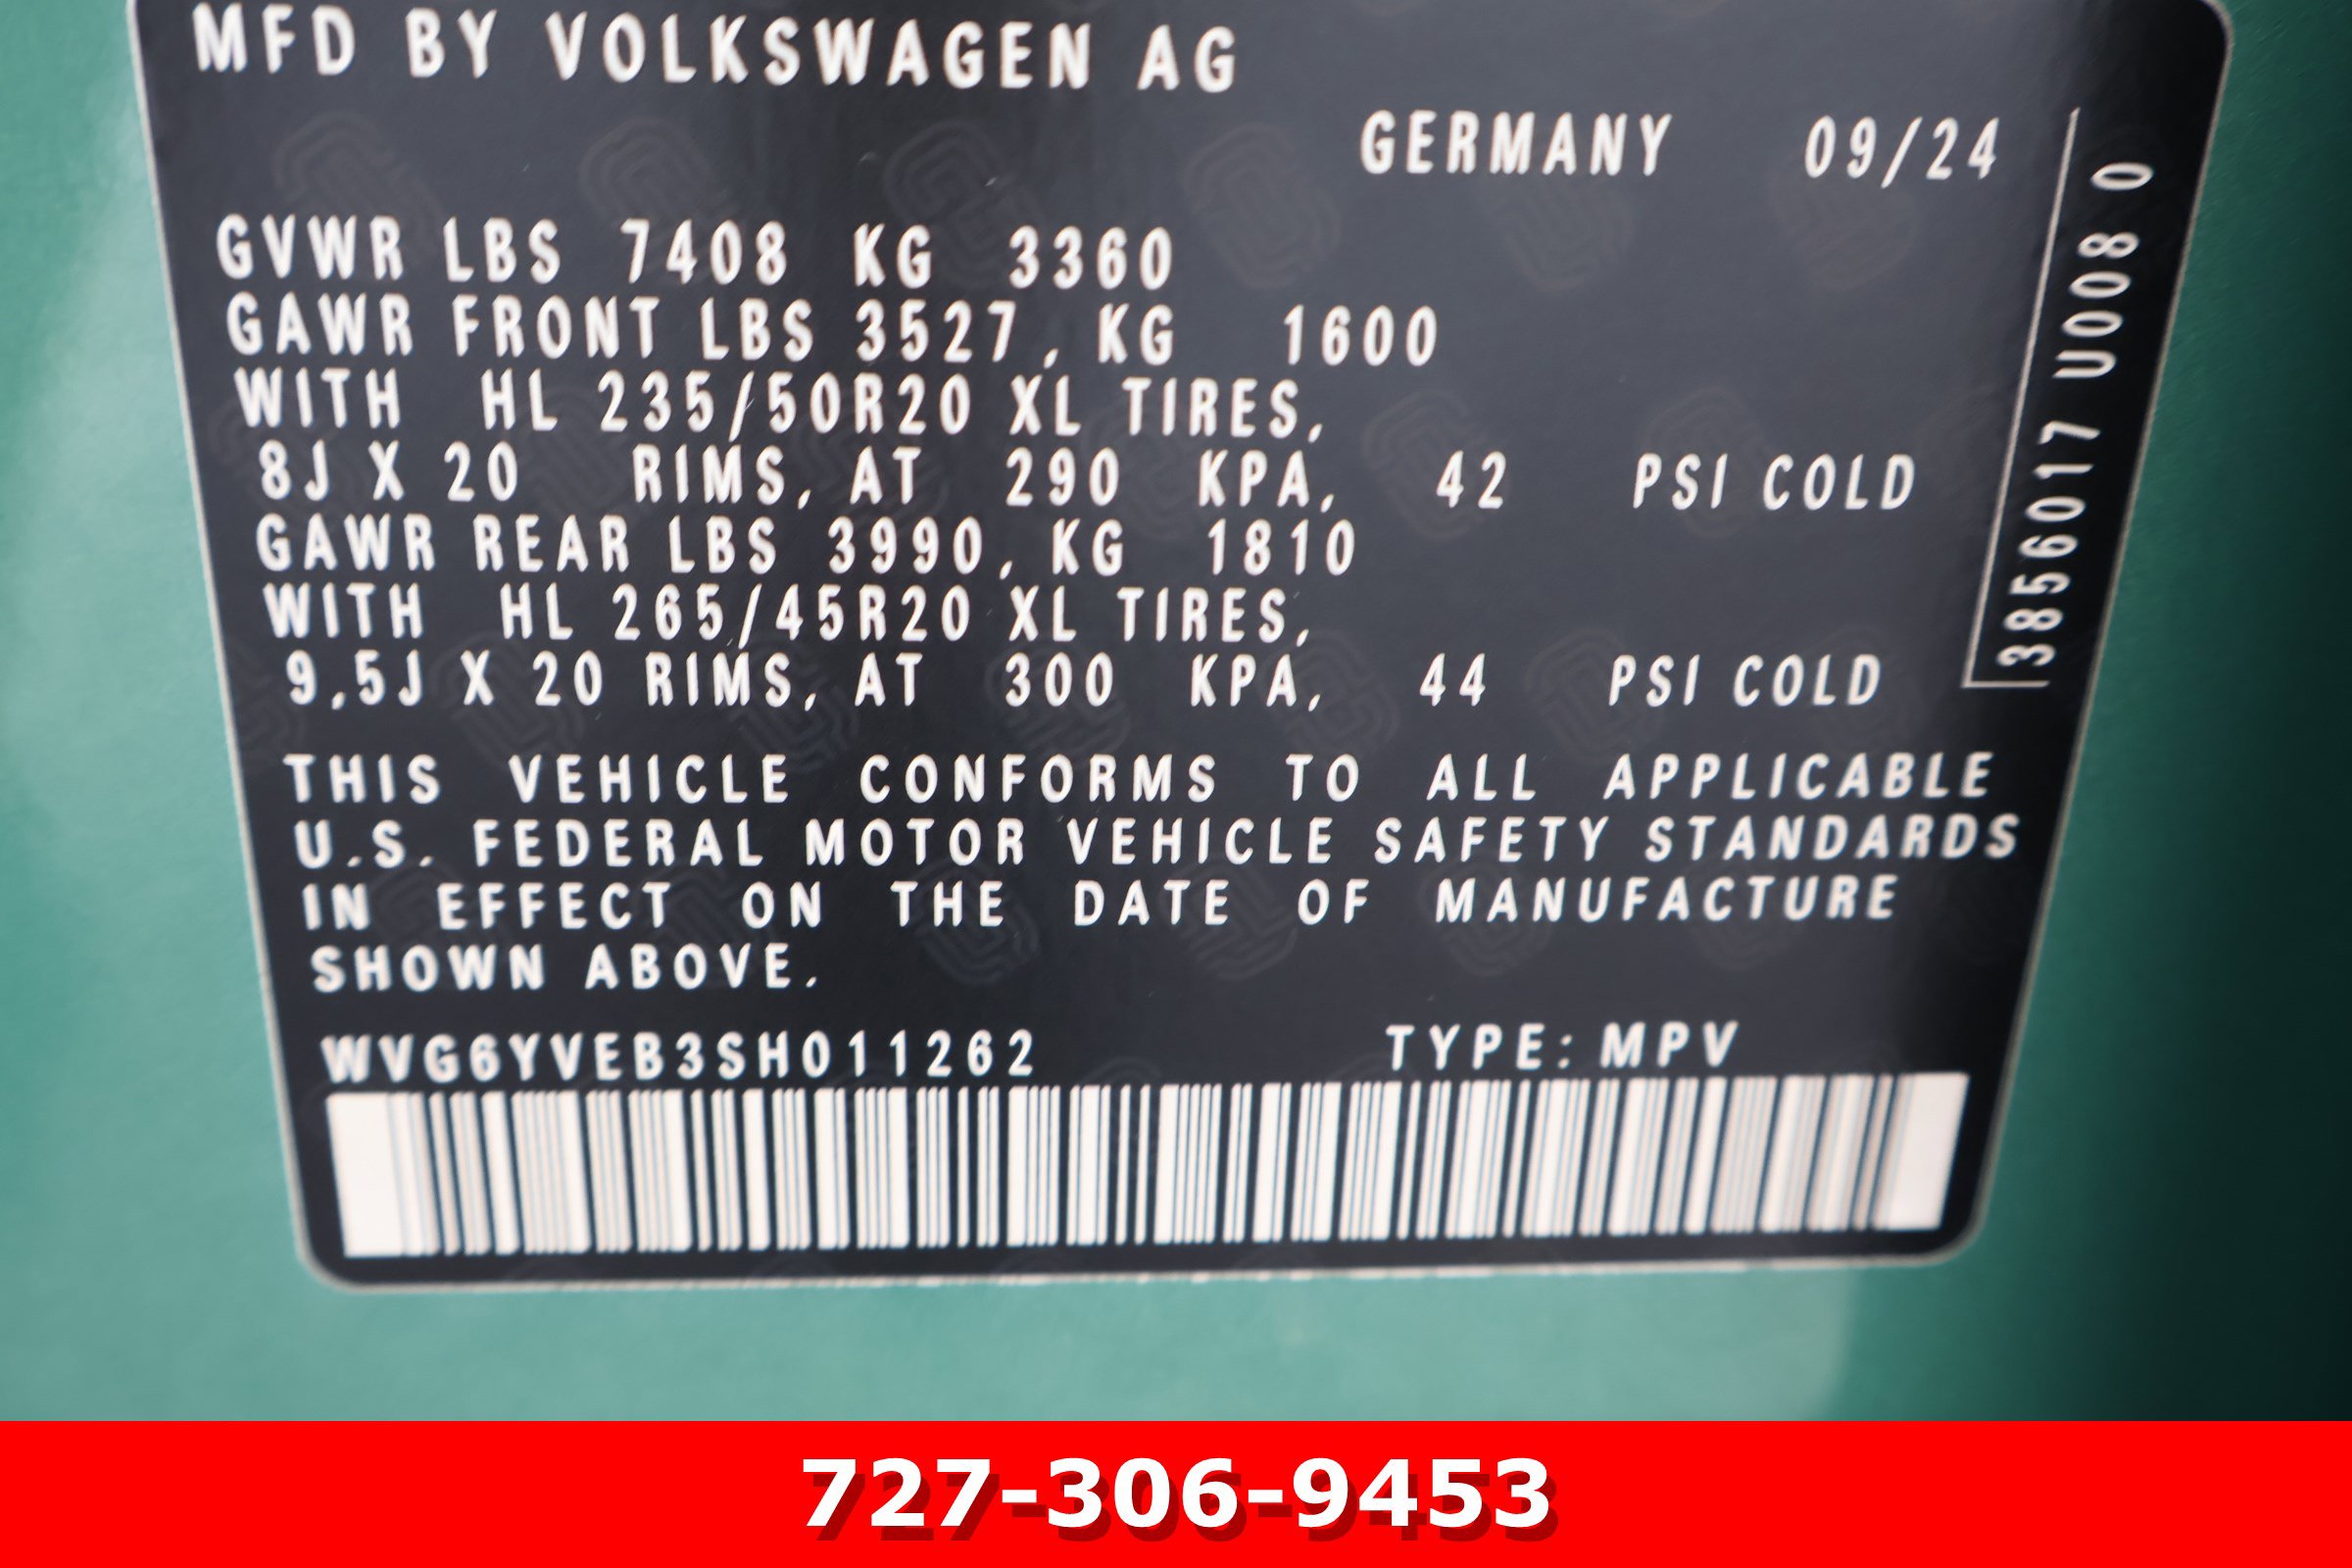 MFD BY VOLKSWAGEN AG
GERMANY 09/24
GVWR LBS 7408 KG 3360
GAWR FRONT LBS 3527, KG 1600
WITH HL 235/50R20 XL TIRES,
8J X 20 RIMS, AT 290 KPA, 42 PSI COLD
GAWR REAR LBS 3990, KG 1810
WITH HL 265/45R20 XL TIRES,
9,5J X 20 RIMS, AT 300 KPA, 44 PSI COLD
3856017 U008 0
THIS VEHICLE CONFORMS TO ALL APPLICABLE
U.S. FEDERAL MOTOR VEHICLE SAFETY STANDARDS
IN EFFECT ON THE DATE OF MANUFACTURE
SHOWN ABOVE.
WVG6YVEB3SH011262 TYPE: MPV
727-306-9453